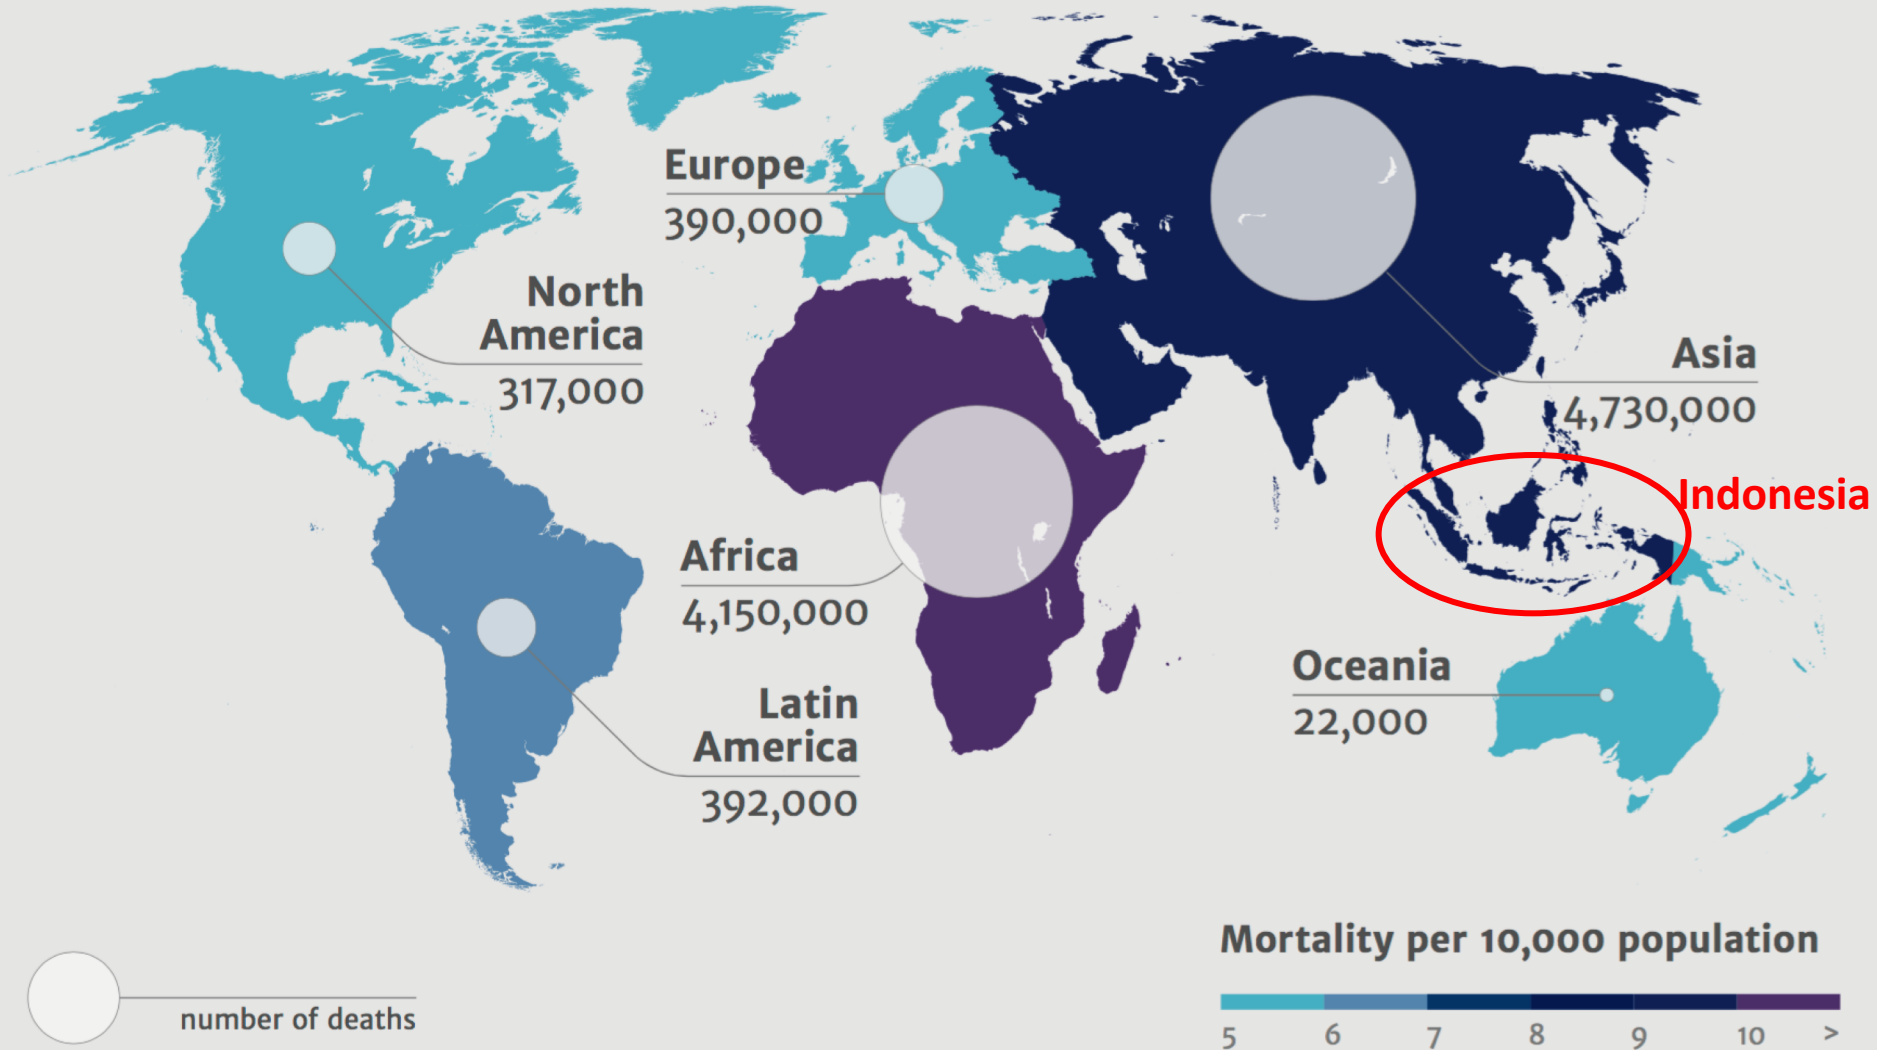 Europe
390,000
North
America
317,000
Asia
4,730,000
Indonesia
Africa
4,150,000
Oceania
22,000
Latin
America
392,000
Mortality per 10,000 population
5 6 7 8 9 10 >
number of deaths